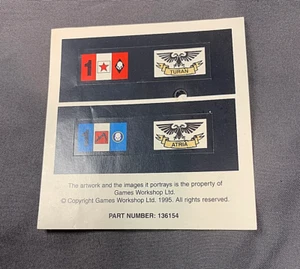 1
TURAN
1
ATRIA
The artwork and the images it portrays is the property of
Games Workshop Ltd.
© Copyright Games Workshop Ltd. 1995. All rights reserved.
PART NUMBER: 136154